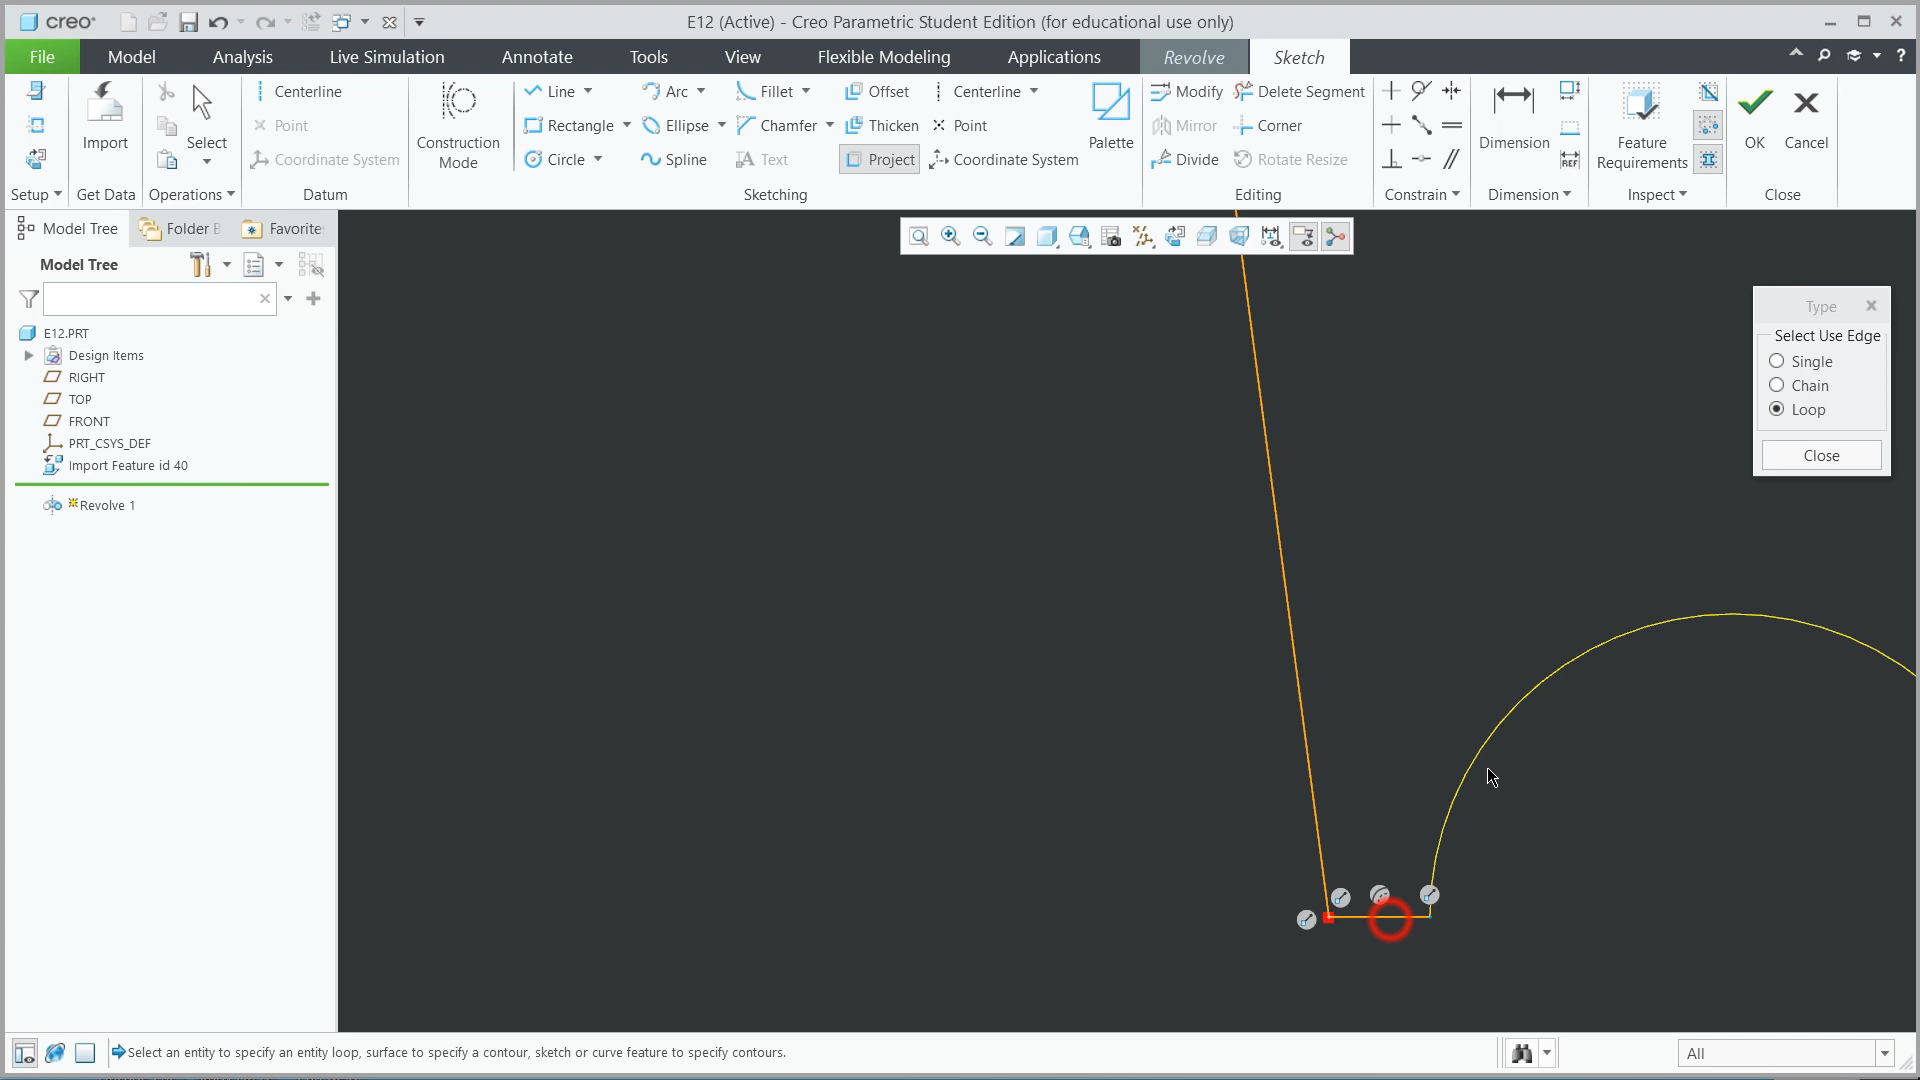 creo
E12 (Active) - Creo Parametric Student Edition (for educational use only)
File
Model
Analysis
Live Simulation
Annotate
Tools
View
Flexible Modeling
Applications
Revolve
Sketch
Setup
Import
Get Data
Select
Operations
Centerline
Point
Coordinate System
Datum
Construction
Mode
Line
Rectangle
Circle
Arc
Ellipse
Spline
Fillet
Chamfer
Text
Offset
Thicken
Project
Centerline
Point
Coordinate System
Sketching
Palette
Modify
Mirror
Divide
Delete Segment
Corner
Rotate Resize
Editing
Constrain
Dimension
REF
Dimension
Feature
Requirements
Inspect
OK
Cancel
Close
Model Tree
Folder B
Favorite
Model Tree
E12.PRT
Design Items
RIGHT
TOP
FRONT
PRT_CSYS_DEF
Import Feature id 40
Revolve 1
Type
Select Use Edge
Single
Chain
Loop
Close
Select an entity to specify an entity loop, surface to specify a contour, sketch or curve feature to specify contours.
All